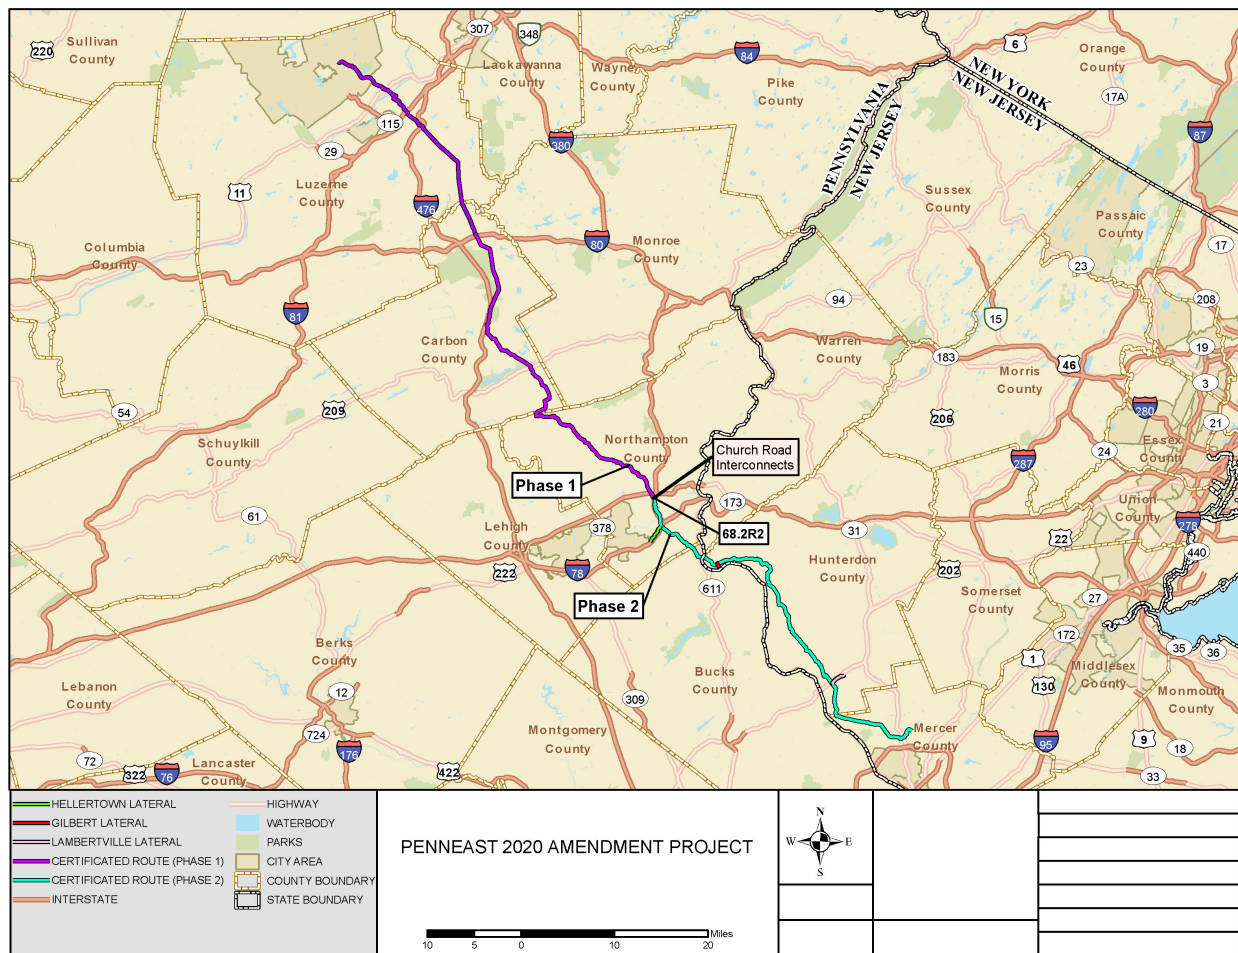 220
Sullivan
County
307
348
Lackawanna
County
Wayne
County
84
Pike
County
6
Orange
County
17A
NEW YORK
NEW JERSEY
PENNSYLVANIA
NEW JERSEY
87
115
29
380
11
Luzerne
County
476
Sussex
County
Passaic
County
17
Columbia
County
80
Monroe
County
23
81
94
208
15
Carbon
County
Warren
County
183
19
46
Morris
County
3
54
209
280
206
21
Schuylkill
County
Northampton
County
Church Road
Interconnects
Essex
County
24
287
Phase 1
173
Union
County
61
Lehigh
County
378
68.2R2
31
278
22
440
222
78
Hunterdon
County
202
611
Somerset
County
27
Phase 2
172
Berks
County
35
36
1
Middlesex
County
Bucks
County
130
Lebanon
County
12
309
Monmouth
County
724
Montgomery
County
Mercer
County
176
95
9
18
72
322
76
Lancaster
County
422
33
HELLERTOWN LATERAL
GILBERT LATERAL
LAMBERTVILLE LATERAL
CERTIFICATED ROUTE (PHASE 1)
CERTIFICATED ROUTE (PHASE 2)
INTERSTATE
HIGHWAY
WATERBODY
PARKS
CITY AREA
COUNTY BOUNDARY
STATE BOUNDARY
PENNEAST 2020 AMENDMENT PROJECT
10 5 0 10 20 Miles
N
W E
S